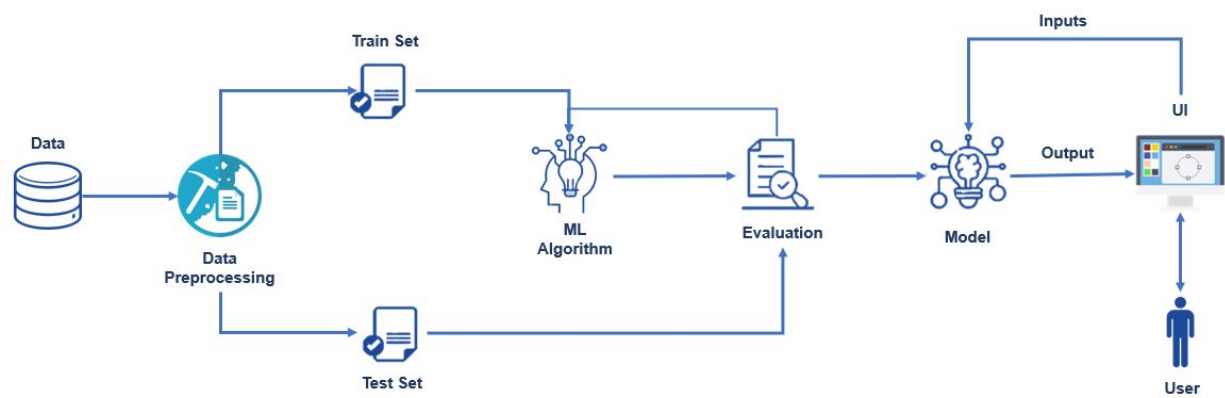 Data
Data
Preprocessing
Train Set
Test Set
ML
Algorithm
Evaluation
Model
Inputs
Output
UI
User